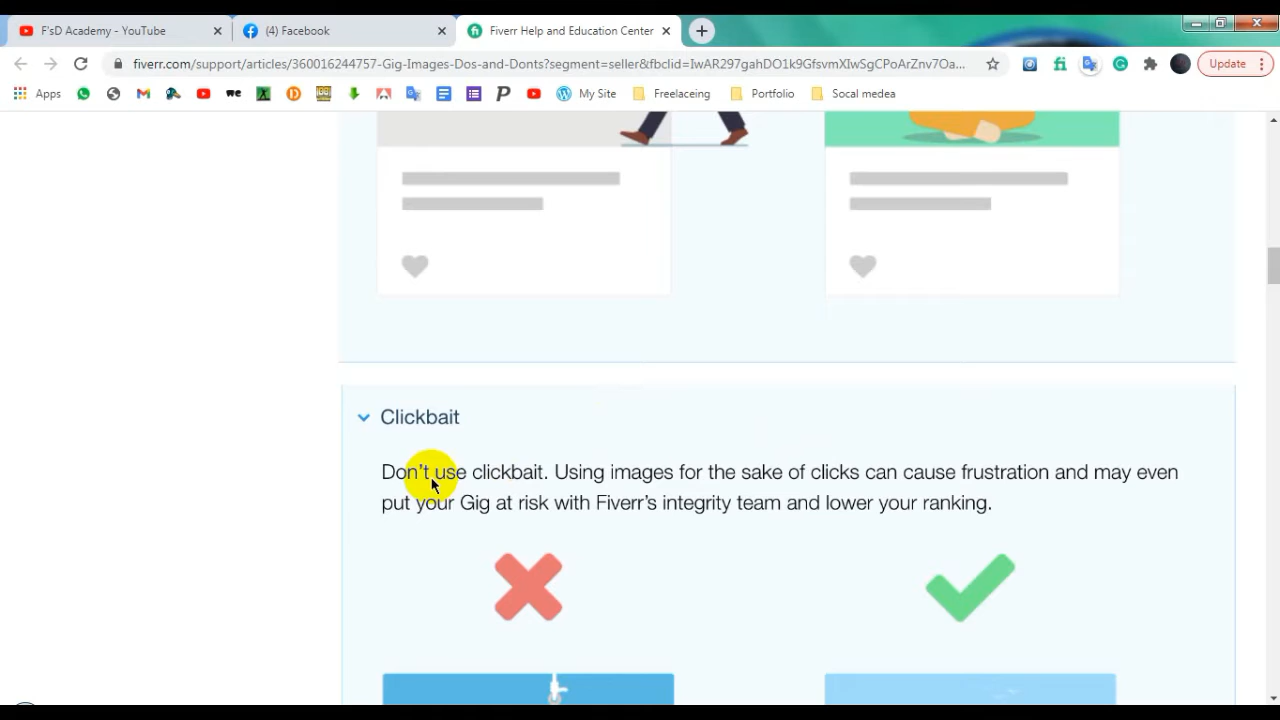 F'sD Academy - YouTube
(4) Facebook
Fiverr Help and Education Center
fiverr.com/support/articles/360016244757-Gig-Images-Dos-and-Donts?segment=seller&fbclid=IwAR297gahDO1k9GfsvmXIwSgCPoArZnv7Oa...
Update
Apps
My Site
Freelaceing
Portfolio
Socal medea
Clickbait
Don't use clickbait. Using images for the sake of clicks can cause frustration and may even
put your Gig at risk with Fiverr's integrity team and lower your ranking.